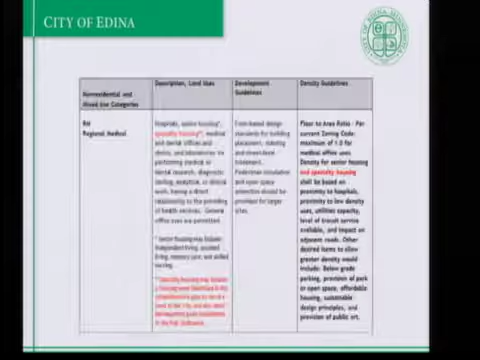 CITY OF EDINA
Nonresidential and
Mixed Use Categories
Description, Land Uses
Development
Guidelines
Density Guidelines
RM
Regional Medical
Hospitals, senior housing*,
specialty housing**, medical
and dental offices and
clinics, and laboratories for
performing medical or
dental research, diagnostic
testing, analytical, or clinical
work, having a direct
relationship to the providing
of health services. General
office uses are permitted.
* Senior housing may include:
independent living, assisted
living, memory care, and skilled
nursing.
Form-based design
standards for building
placement, massing
and street-level
treatment.
Pedestrian circulation
and open space
amenities should be
provided for larger
sites.
Floor to Area Ratio - Per
current Zoning Code:
maximum of 1.0 for
medical office uses
Density for senior housing
and specialty housing
shall be based on
proximity to hospitals,
proximity to low density
uses, utilities capacity,
level of transit service
available, and impact on
adjacent roads. Other
desired items to allow
greater density would
include: Below grade
parking, provision of park
or open space, affordable
housing, sustainable
design principles, and
provision of public art.